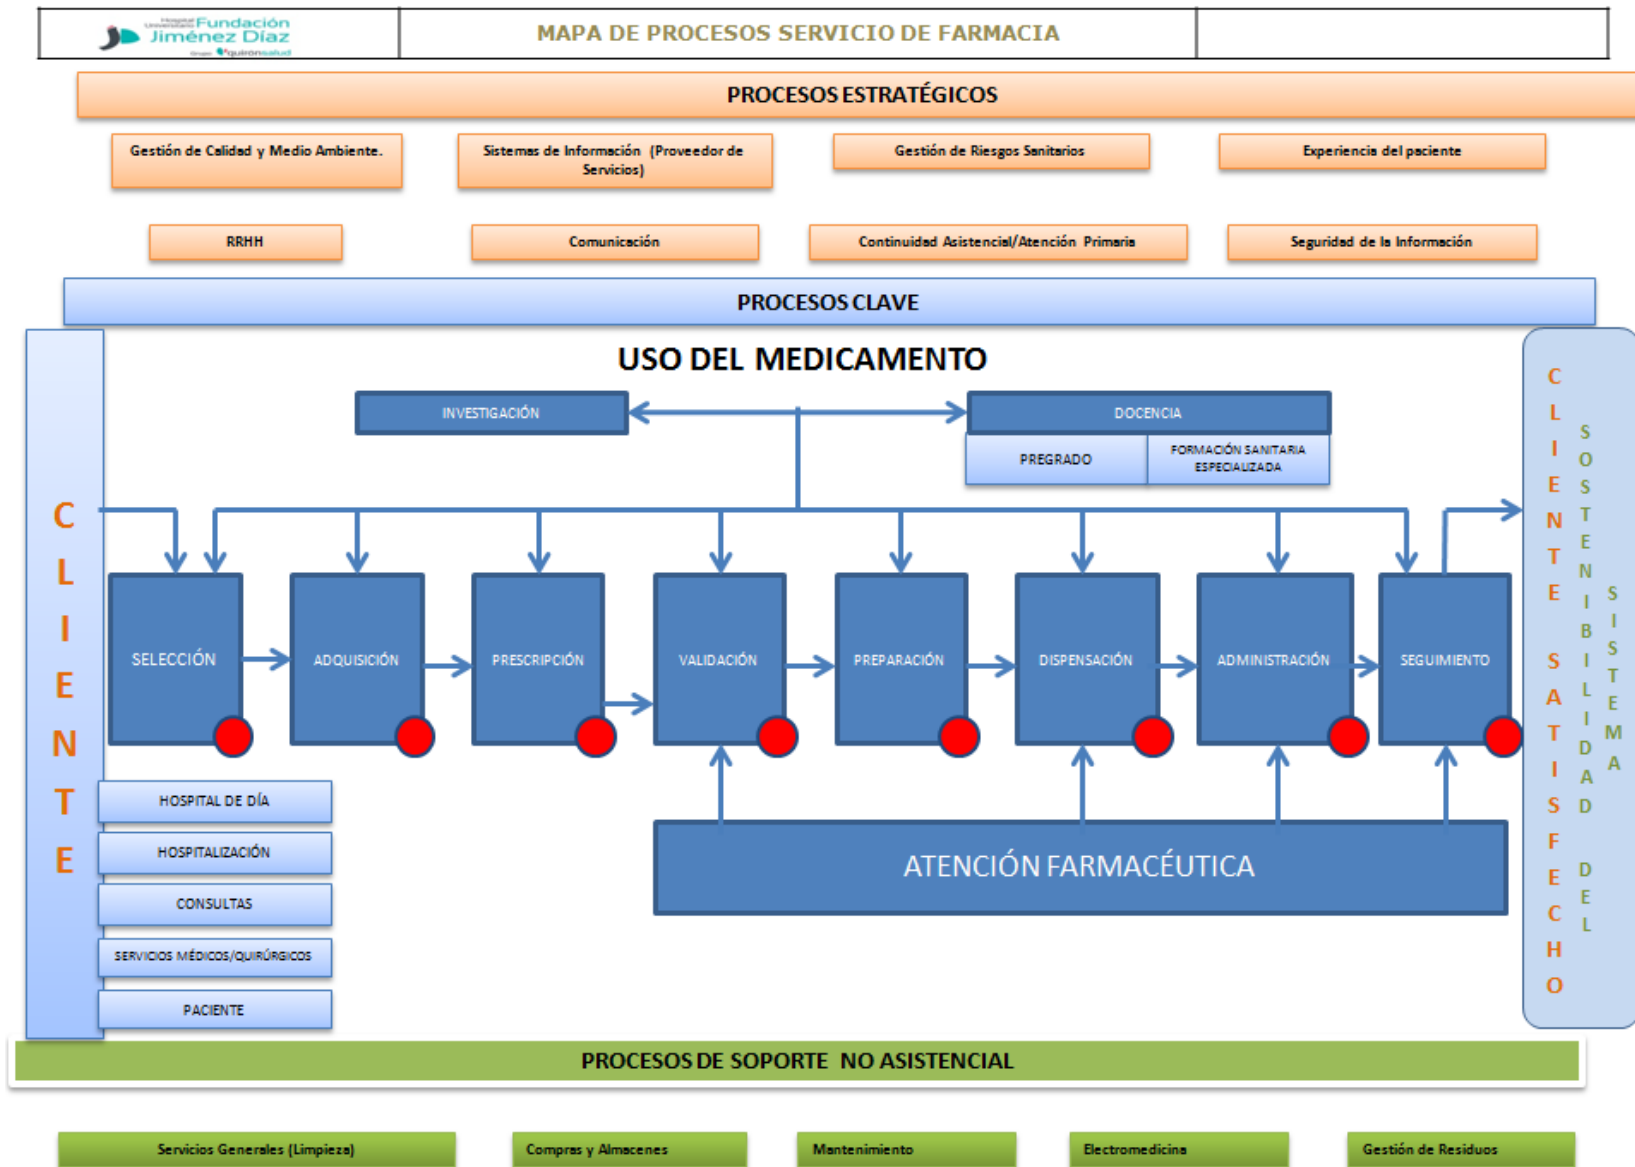 Hospital
Universitario
Fundación
Jiménez Díaz
Grupo quirónsalud
MAPA DE PROCESOS SERVICIO DE FARMACIA
PROCESOS ESTRATÉGICOS
Gestión de Calidad y Medio Ambiente.
Sistemas de Información (Proveedor de
Servicios)
Gestión de Riesgos Sanitarios
Experiencia del paciente
RRHH
Comunicación
Continuidad Asistencial/Atención Primaria
Seguridad de la Información
PROCESOS CLAVE
CLIENTE
USO DEL MEDICAMENTO
INVESTIGACIÓN
DOCENCIA
PREGRADO
FORMACIÓN SANITARIA
ESPECIALIZADA
SELECCIÓN
ADQUISICIÓN
PRESCRIPCIÓN
VALIDACIÓN
PREPARACIÓN
DISPENSACIÓN
ADMINISTRACIÓN
SEGUIMIENTO
HOSPITAL DE DÍA
HOSPITALIZACIÓN
CONSULTAS
SERVICIOS MÉDICOS/QUIRÚRGICOS
PACIENTE
ATENCIÓN FARMACÉUTICA
CLIENTE SATISFECHO
SOSTENIBILIDAD DEL
SISTEMA
PROCESOS DE SOPORTE NO ASISTENCIAL
Servicios Generales (Limpieza)
Compras y Almacenes
Mantenimiento
Electromedicina
Gestión de Residuos